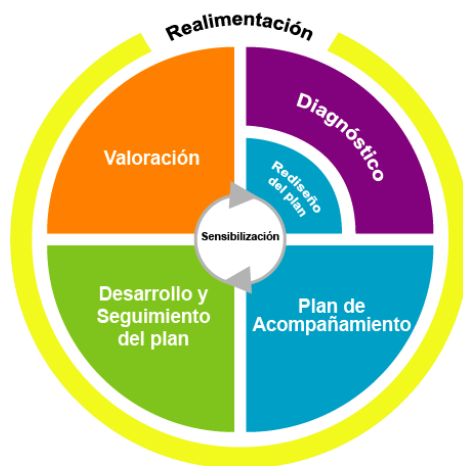 Realimentación
Diagnóstico
Valoración
Rediseño
del plan
Sensibilización
Desarrollo y
Seguimiento
del plan
Plan de
Acompañamiento